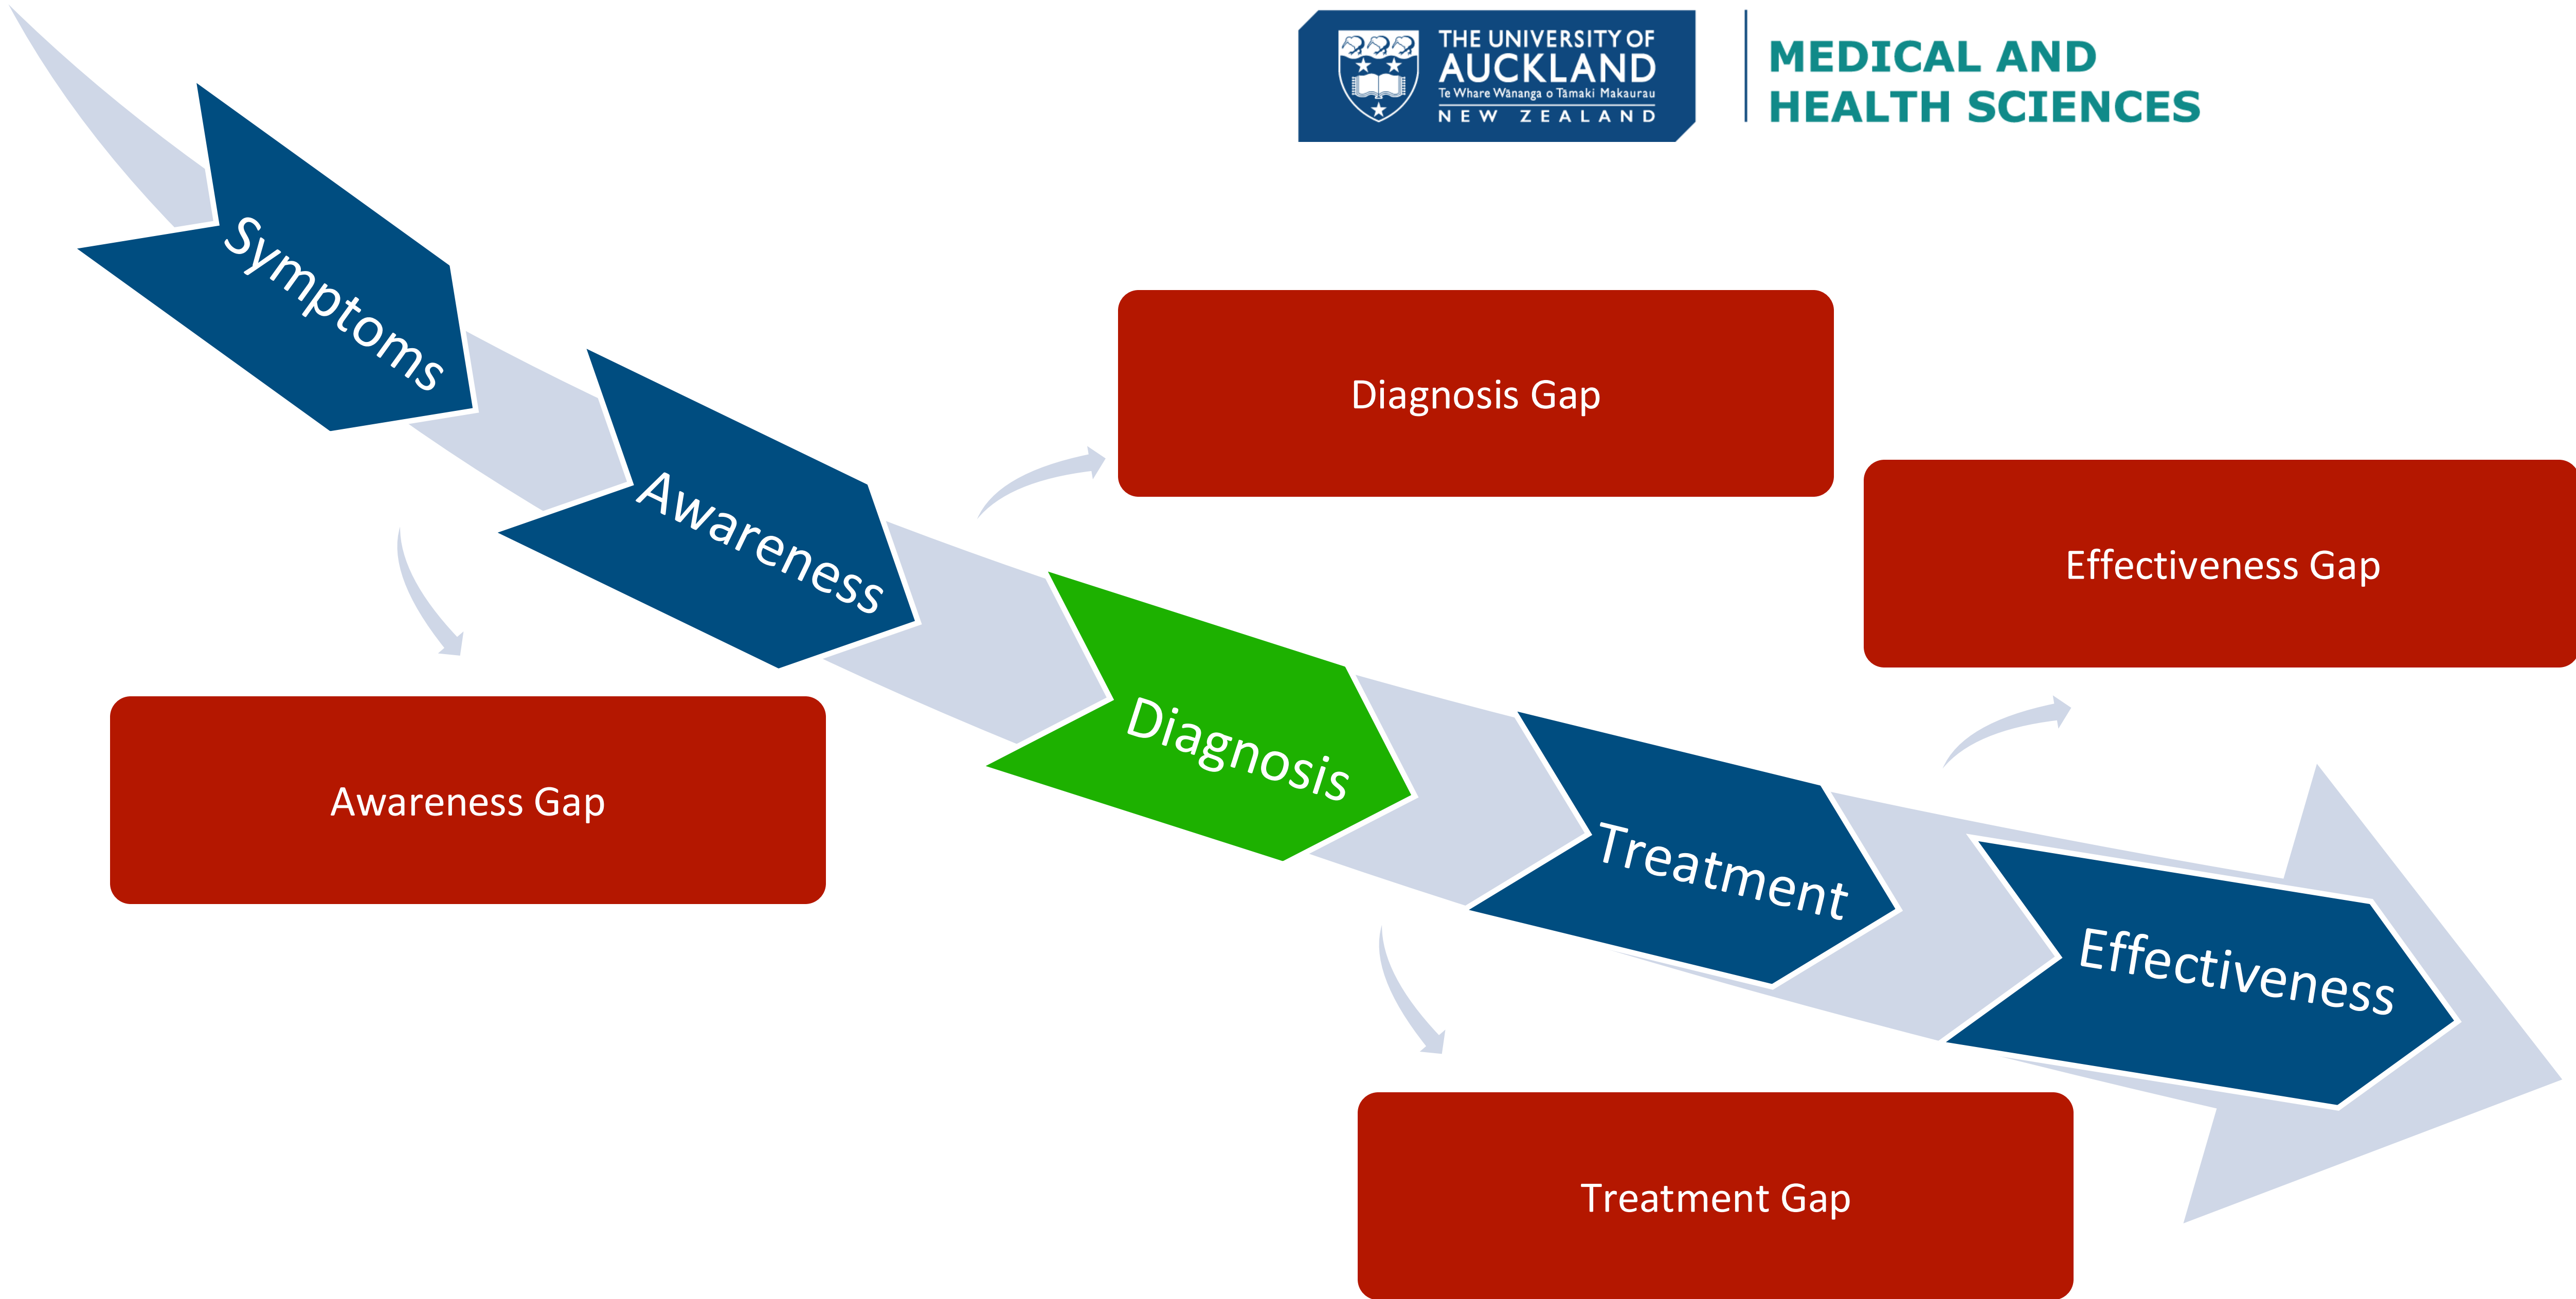 THE UNIVERSITY OF
AUCKLAND
Te Whare Wānanga o Tāmaki Makaurau
NEW ZEALAND
MEDICAL AND
HEALTH SCIENCES
Symptoms
Awareness
Diagnosis
Treatment
Effectiveness
Awareness Gap
Diagnosis Gap
Treatment Gap
Effectiveness Gap